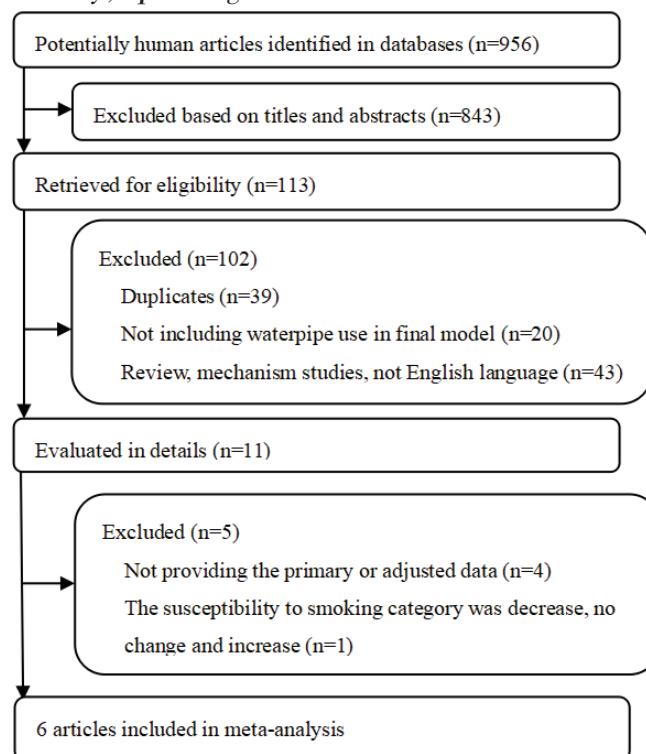 Potentially human articles identified in databases (n=956)
Excluded based on titles and abstracts (n=843)
Retrieved for eligibility (n=113)
Excluded (n=102)
Duplicates (n=39)
Not including waterpipe use in final model (n=20)
Review, mechanism studies, not English language (n=43)
Evaluated in details (n=11)
Excluded (n=5)
Not providing the primary or adjusted data (n=4)
The susceptibility to smoking category was decrease, no
change and increase (n=1)
6 articles included in meta-analysis